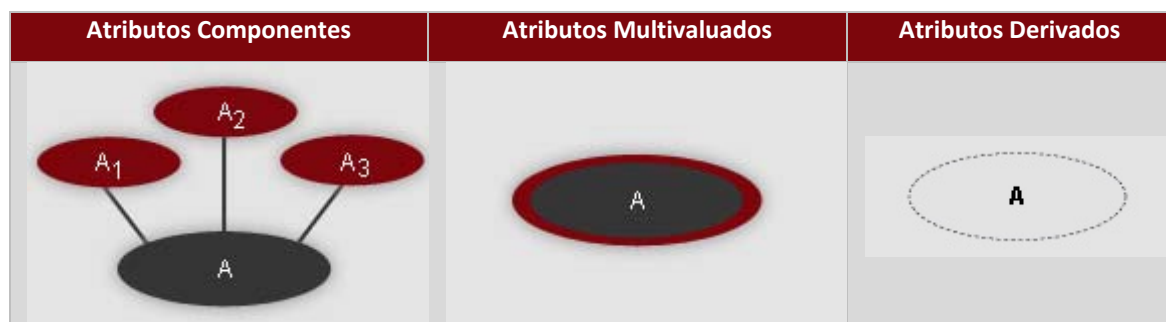 Atributos Componentes Atributos Multivaluados Atributos Derivados
A2
A1 A3
A
A
A